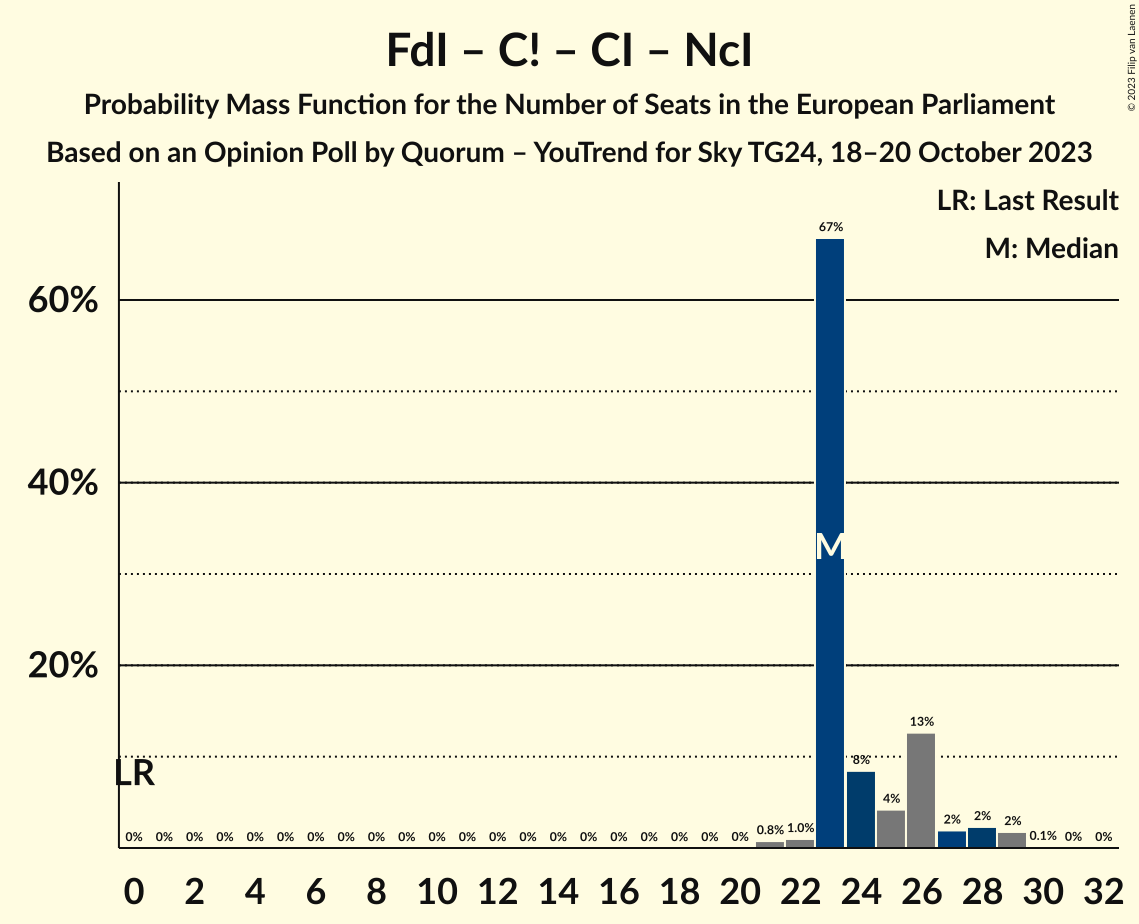 FdI – C! – CI – NcI
Probability Mass Function for the Number of Seats in the European Parliament
Based on an Opinion Poll by Quorum – YouTrend for Sky TG24, 18–20 October 2023
© 2023 Filip van Laenen
LR: Last Result
M: Median
67%
60%
40%
M
20%
13%
8%
LR
4%
0% 0% 0% 0% 0% 0% 0% 0% 0% 0% 0% 0% 0% 0% 0% 0% 0% 0% 0% 0% 0% 0.8% 1.0% 2% 2% 2% 0.1% 0% 0%
0 2 4 6 8 10 12 14 16 18 20 22 24 26 28 30 32